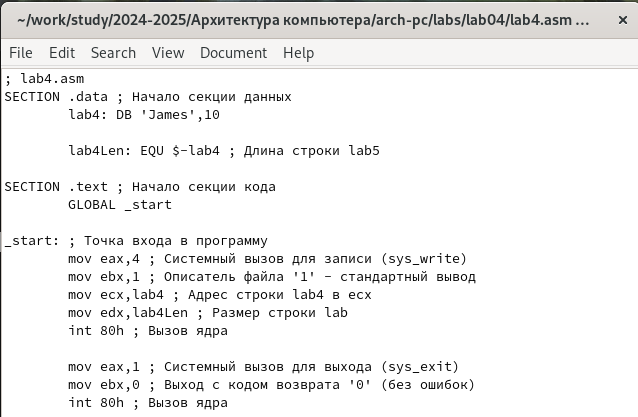 ~/work/study/2024-2025/Архитектура компьютера/arch-pc/labs/lab04/lab4.asm ...
File Edit Search View Document Help
; lab4.asm
SECTION .data ; Начало секции данных
lab4: DB 'James',10
lab4Len: EQU $-lab4 ; Длина строки lab5
SECTION .text ; Начало секции кода
GLOBAL _start
_start: ; Точка входа в программу
mov eax,4 ; Системный вызов для записи (sys_write)
mov ebx,1 ; Описатель файла '1' - стандартный вывод
mov ecx,lab4 ; Адрес строки lab4 в ecx
mov edx,lab4Len ; Размер строки lab
int 80h ; Вызов ядра
mov eax,1 ; Системный вызов для выхода (sys_exit)
mov ebx,0 ; Выход с кодом возврата '0' (без ошибок)
int 80h ; Вызов ядра